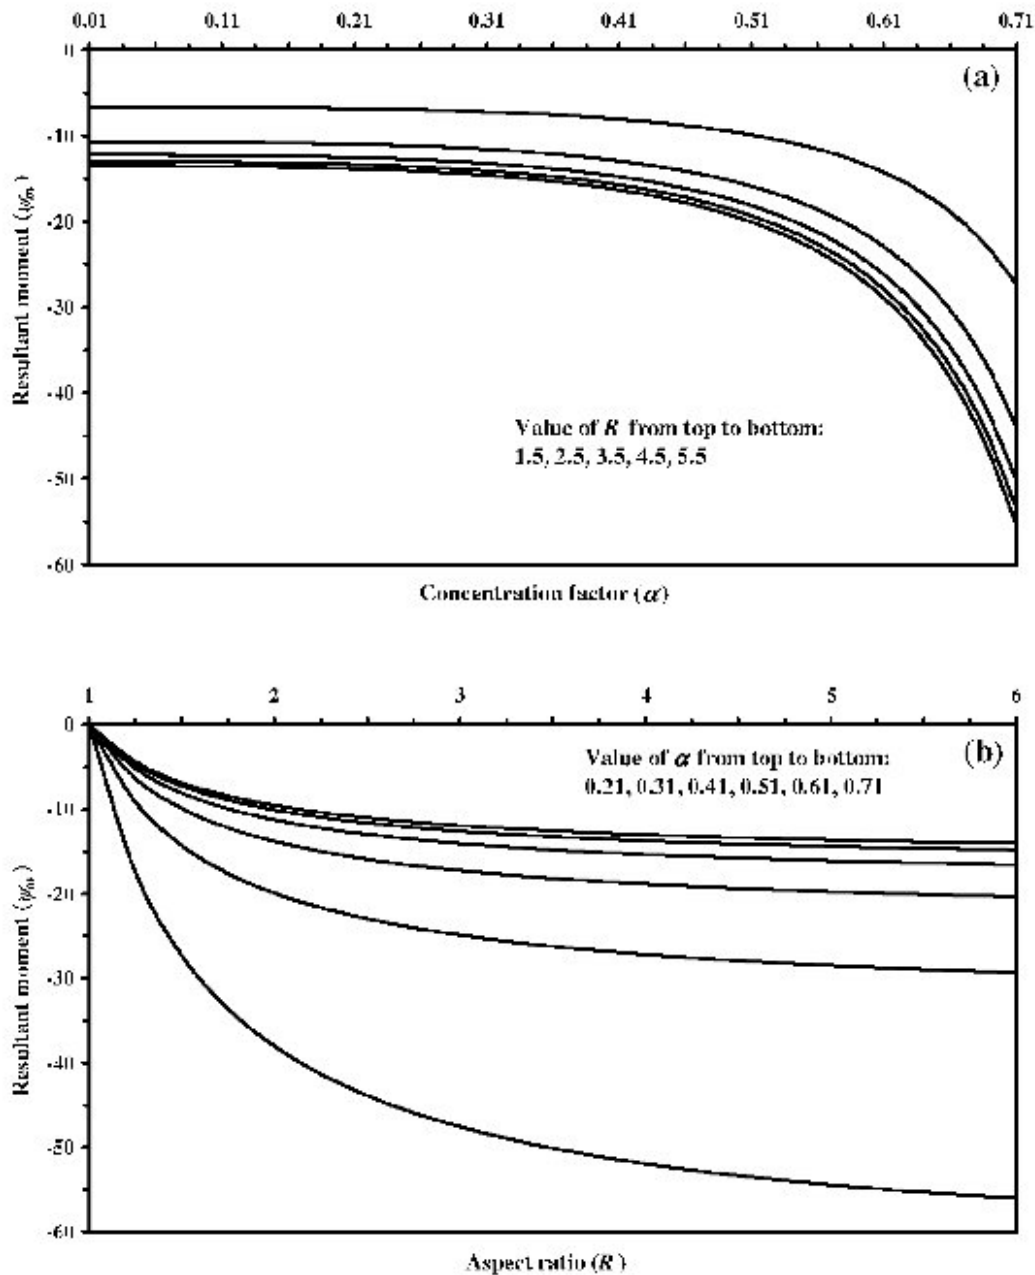 0.01 0.11 0.21 0.31 0.41 0.51 0.61 0.71
0
(a)
-10
-20
-30
-40
-50
-60
Resultant moment (ψₘ)
Value of R from top to bottom:
1.5, 2.5, 3.5, 4.5, 5.5
Concentration factor (α)
1 2 3 4 5 6
0
Value of α from top to bottom:
(b)
0.21, 0.31, 0.41, 0.51, 0.61, 0.71
-10
-20
-30
-40
-50
-60
Resultant moment (ψₘ)
Aspect ratio (R)